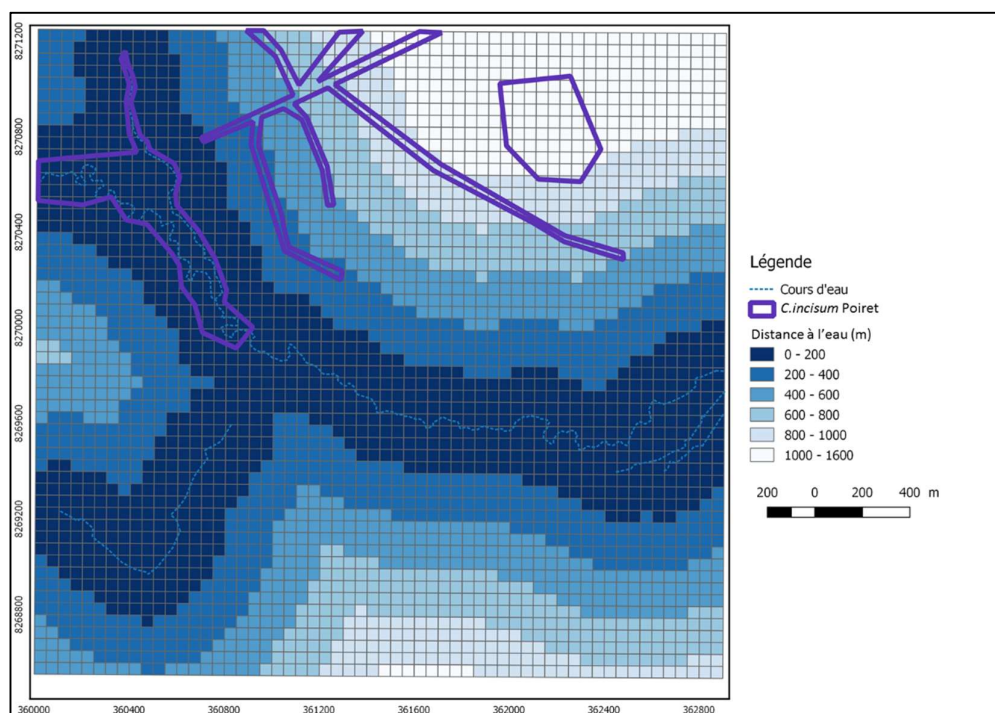 8271200
8270800
8270400
8270000
8269600
8269200
8268800
360000 360400 360800 361200 361600 362000 362400 362800
Légende
Cours d'eau
C.incisum Poiret
Distance à l'eau (m)
0 - 200
200 - 400
400 - 600
600 - 800
800 - 1000
1000 - 1600
200 0 200 400 m